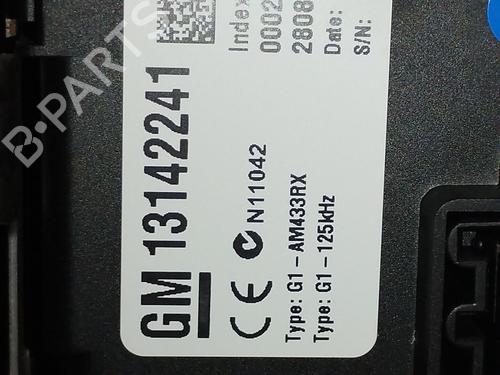 GM 13142241
CE N11042
Type: G1-AM433RX
Type: G1-125kHz
Index
0002
2808
Date:
S/N:
B-PARTS